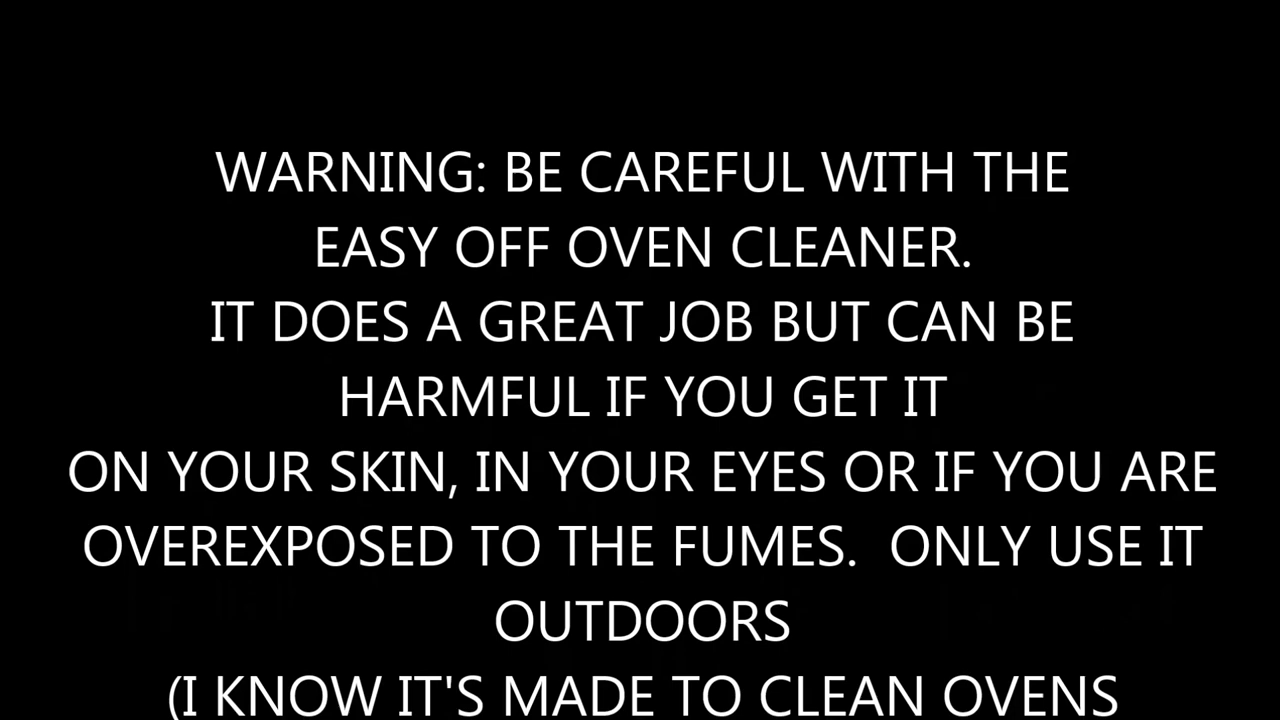 WARNING: BE CAREFUL WITH THE
EASY OFF OVEN CLEANER.
IT DOES A GREAT JOB BUT CAN BE
HARMFUL IF YOU GET IT
ON YOUR SKIN, IN YOUR EYES OR IF YOU ARE
OVEREXPOSED TO THE FUMES.  ONLY USE IT
OUTDOORS
(I KNOW IT'S MADE TO CLEAN OVENS